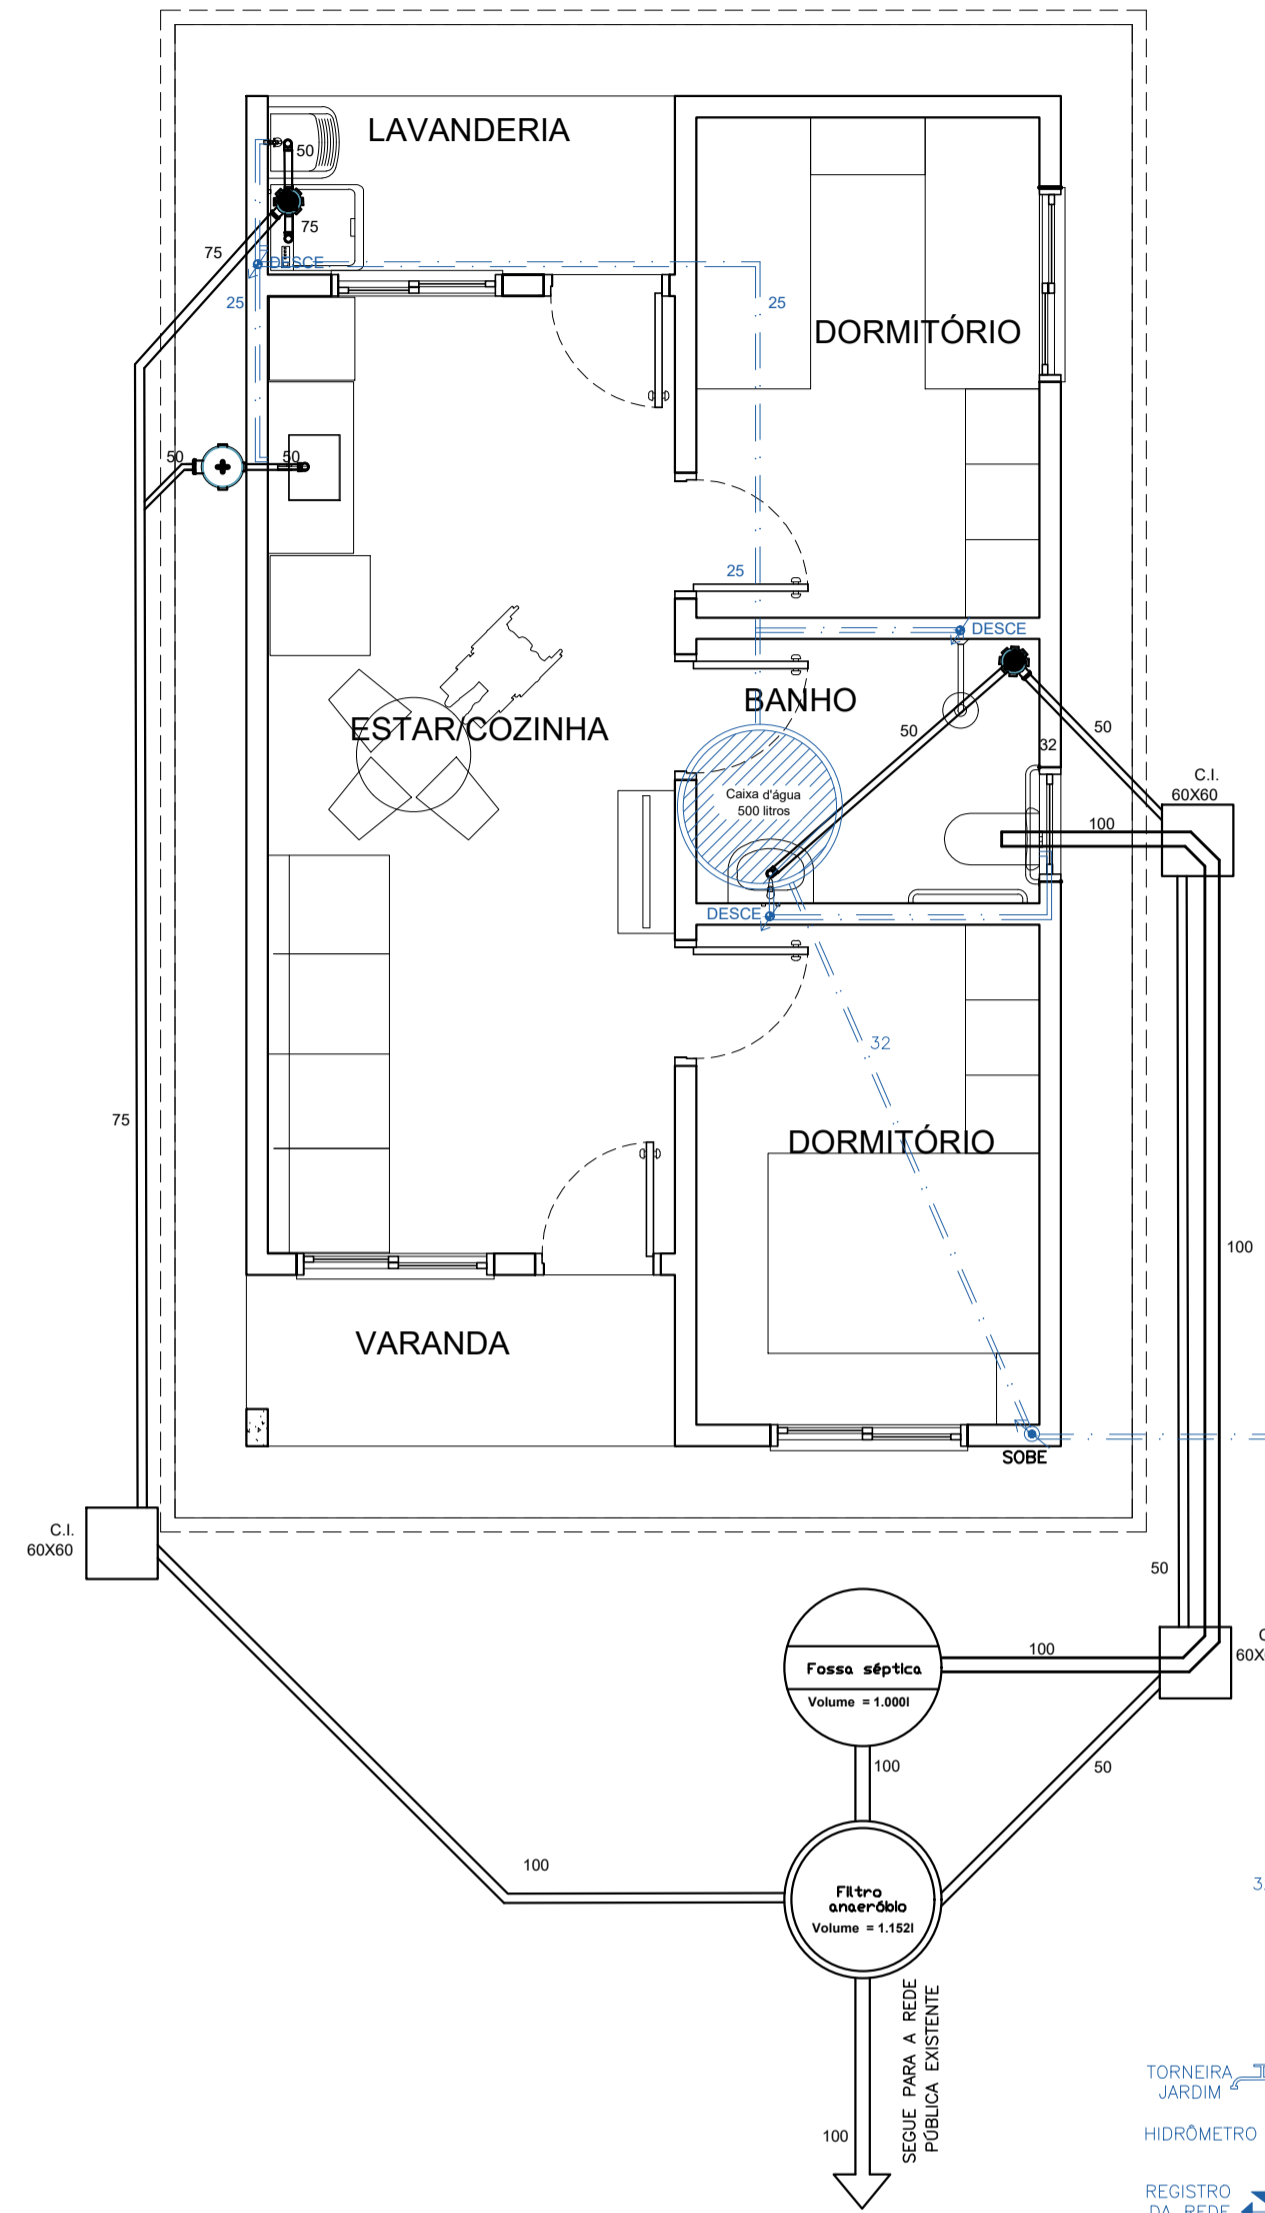 LAVANDERIA
50
75
75
DESCE
25
25
DORMITÓRIO
50
50
25
DESCE
BANHO
ESTAR/COZINHA
50
50
32
Caixa d'água
500 litros
C.I.
60X60
100
DESCE
32
75
DORMITÓRIO
100
VARANDA
SOBE
C.I.
60X60
50
100
Fossa séptica
Volume = 1.000l
100
50
100
Filtro
anaeróbio
Volume = 1.152l
SEGUE PARA A REDE
PÚBLICA EXISTENTE
100
TORNEIRA
JARDIM
HIDRÔMETRO
REGISTRO
DA REDE